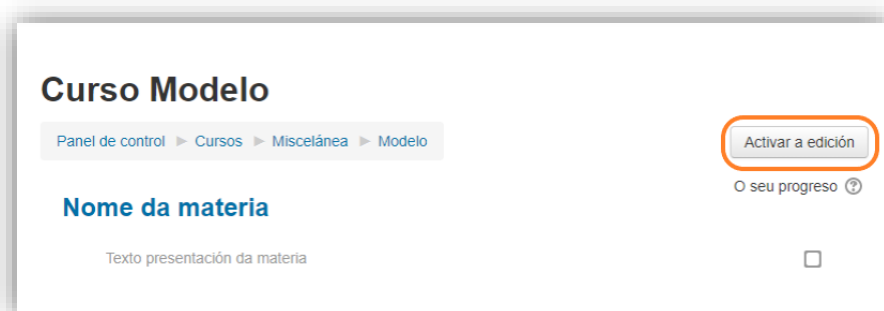 Curso Modelo
Panel de control ► Cursos ► Miscelánea ► Modelo
Activar a edición
O seu progreso ?
Nome da materia
Texto presentación da materia